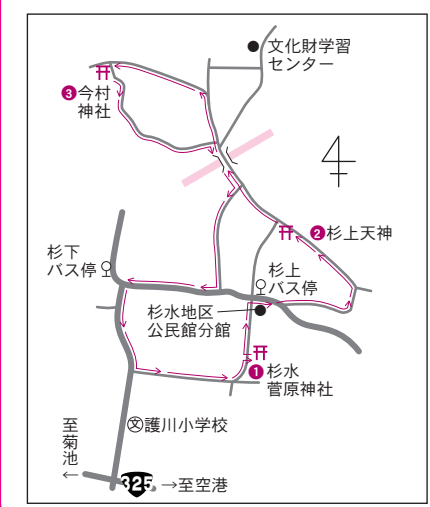 文化財学習
センター
❸今村
神社
❷杉上天神
杉下
バス停
杉上
バス停
杉水地区
公民館分館
❶杉水
菅原神社
文護川小学校
至菊池
←
325 →至空港